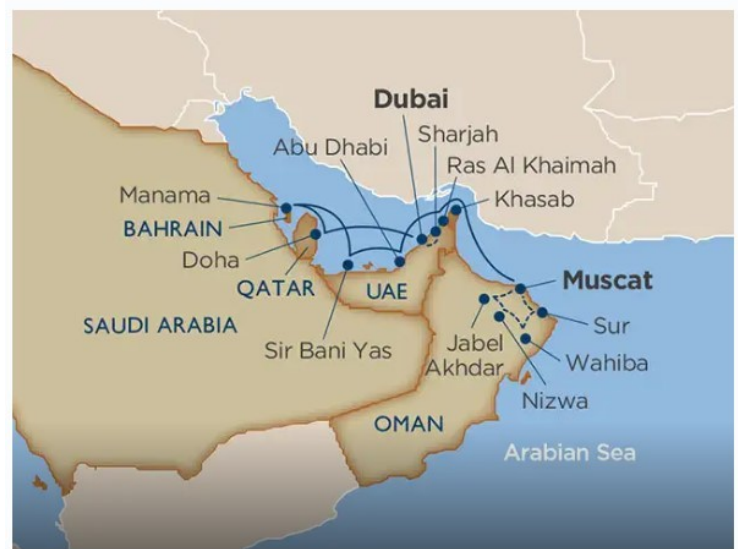 Dubai
Sharjah
Abu Dhabi
Ras Al Khaimah
Manama
Khasab
BAHRAIN
Doha
Muscat
QATAR
UAE
SAUDI ARABIA
Sur
Sir Bani Yas
Jabel
Akhdar
Wahiba
Nizwa
OMAN
Arabian Sea